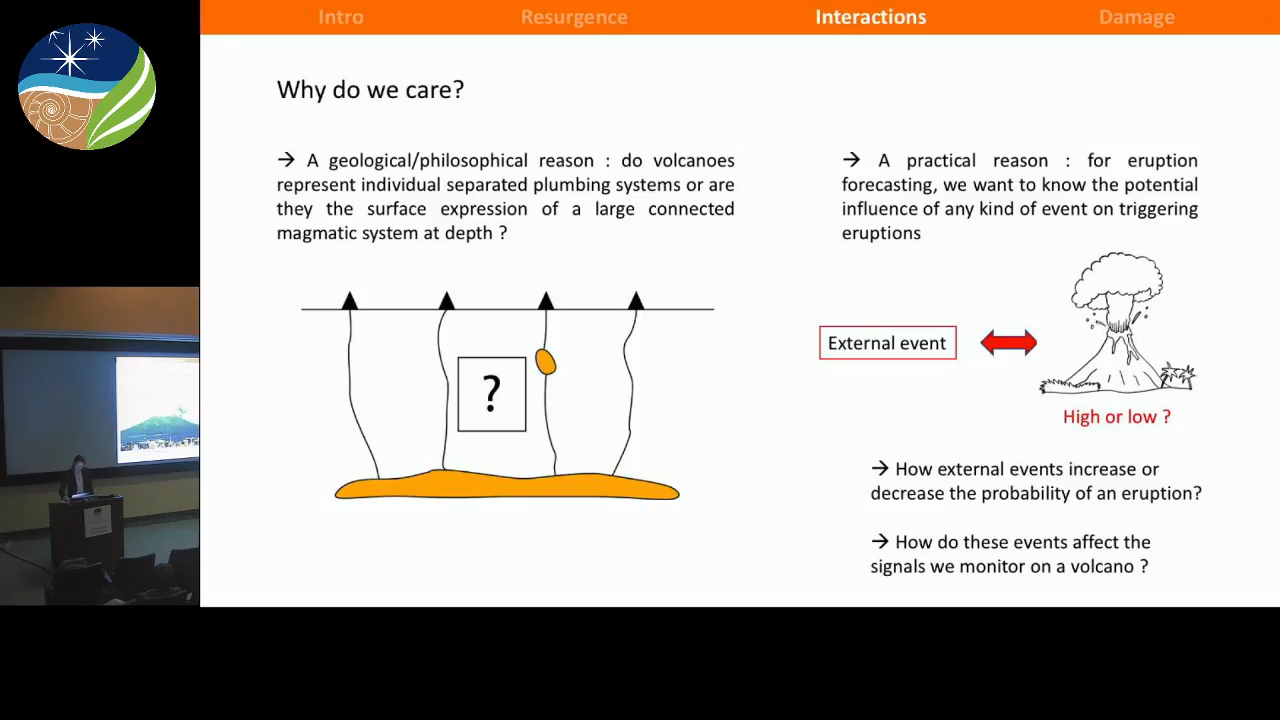 Intro
Resurgence
Interactions
Damage
Why do we care?
→ A geological/philosophical reason : do volcanoes
represent individual separated plumbing systems or are
they the surface expression of a large connected
magmatic system at depth ?
?
→ A practical reason : for eruption
forecasting, we want to know the potential
influence of any kind of event on triggering
eruptions
External event
High or low ?
→ How external events increase or
decrease the probability of an eruption?
→ How do these events affect the
signals we monitor on a volcano ?